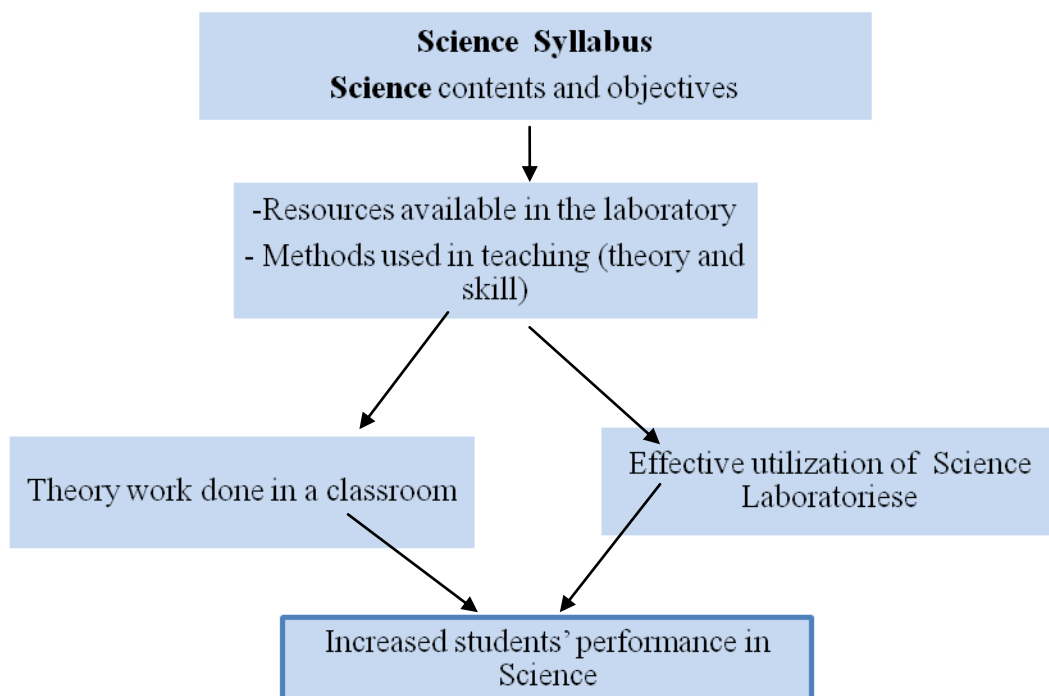 Science Syllabus
Science contents and objectives
-Resources available in the laboratory
- Methods used in teaching (theory and
skill)
Theory work done in a classroom
Effective utilization of Science
Laboratoriese
Increased students’ performance in
Science